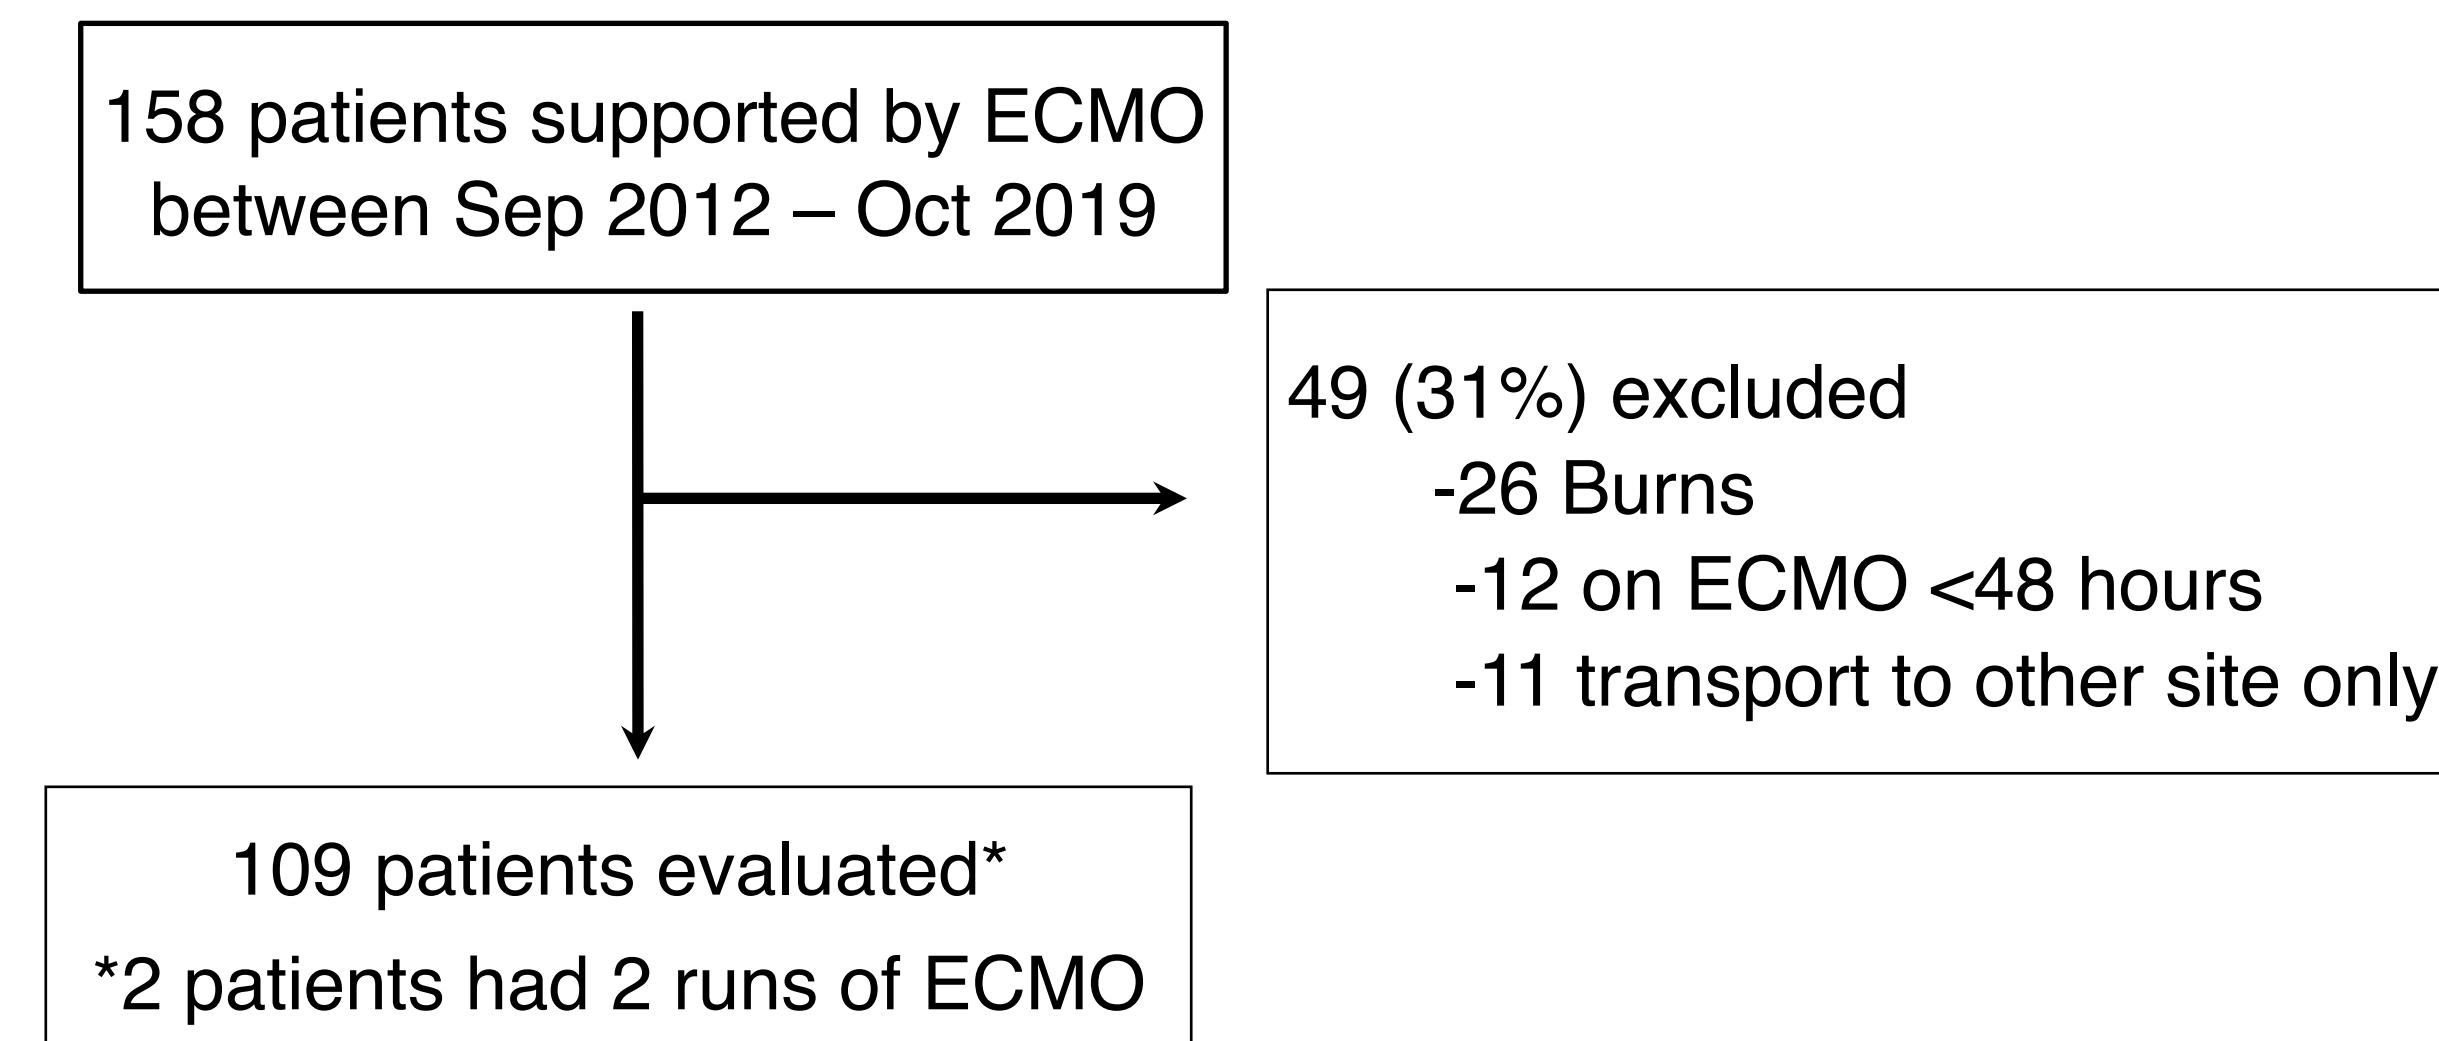 158 patients supported by ECMO
between Sep 2012 – Oct 2019
49 (31%) excluded
-26 Burns
-12 on ECMO <48 hours
-11 transport to other site only
109 patients evaluated*
*2 patients had 2 runs of ECMO